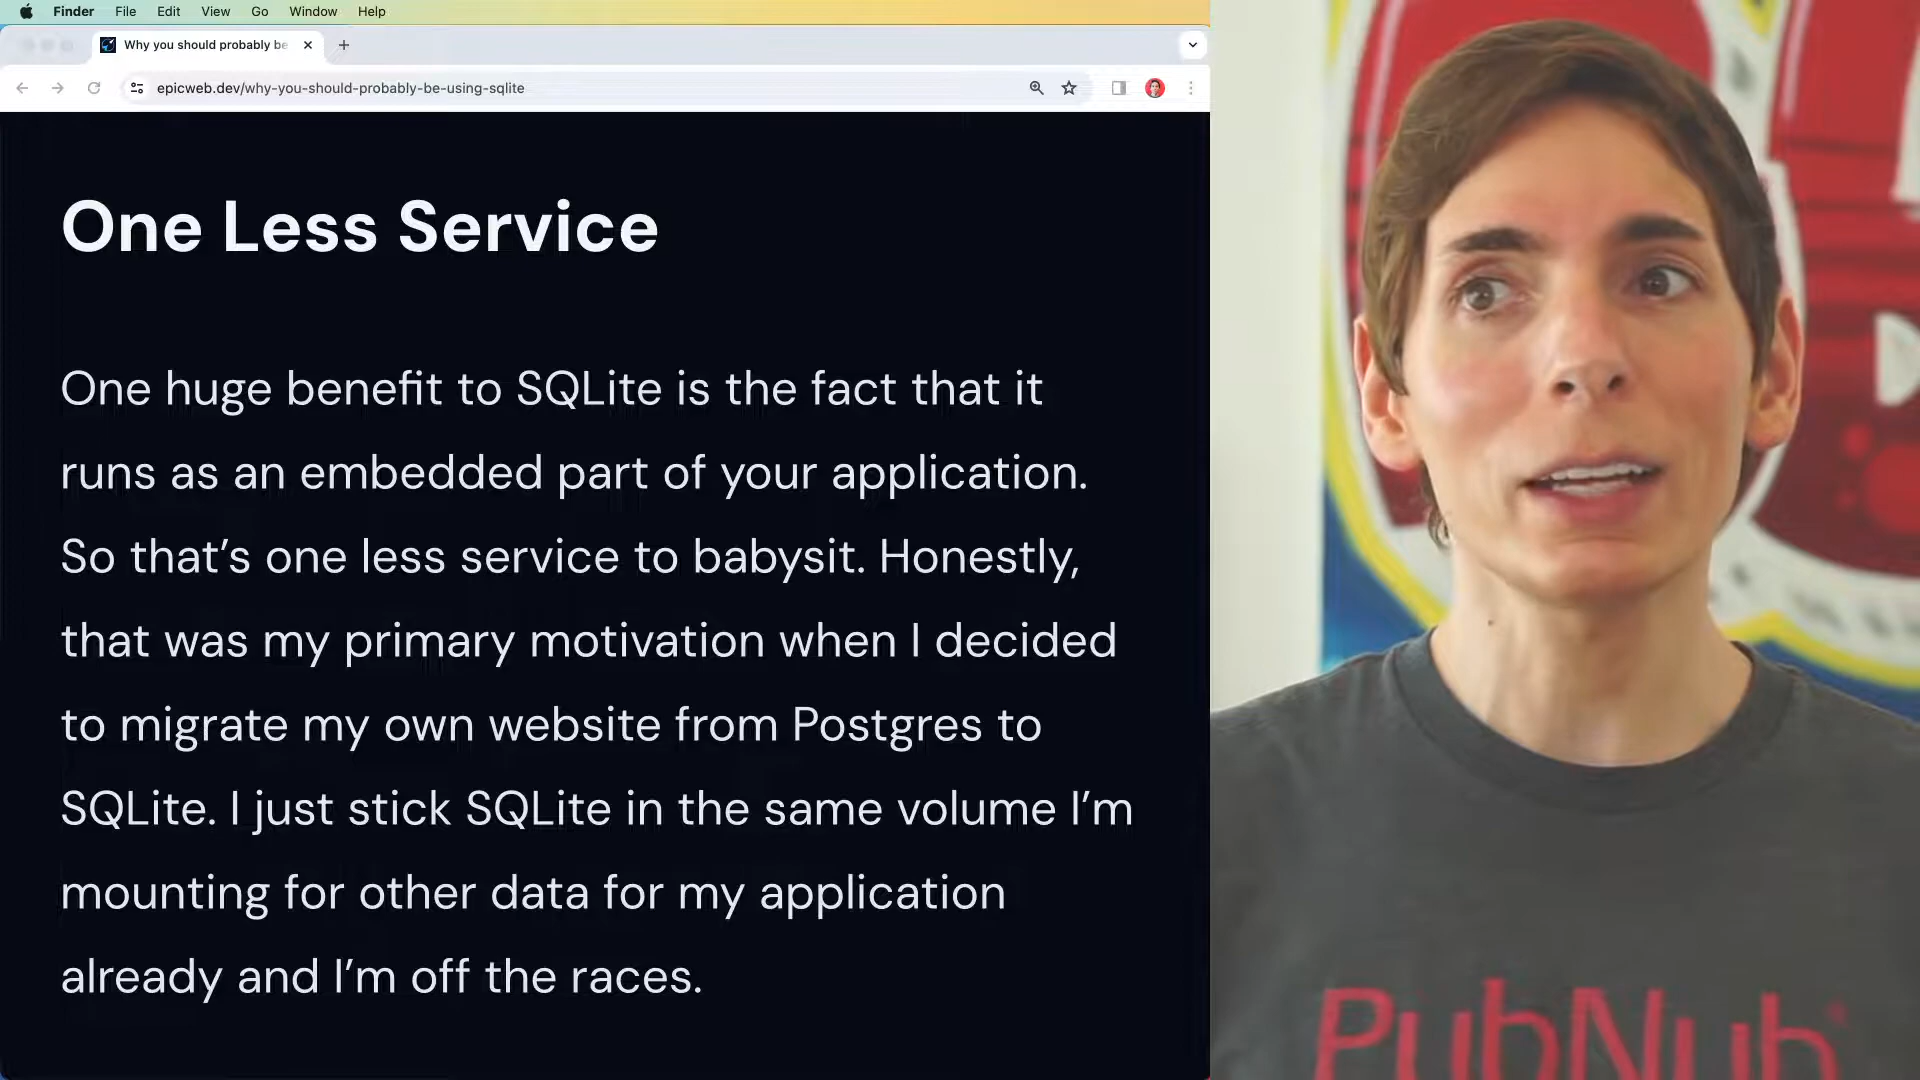 Finder File Edit View Go Window Help
Why you should probably be
epicweb.dev/why-you-should-probably-be-using-sqlite
One Less Service
One huge benefit to SQLite is the fact that it
runs as an embedded part of your application.
So that’s one less service to babysit. Honestly,
that was my primary motivation when I decided
to migrate my own website from Postgres to
SQLite. I just stick SQLite in the same volume I’m
mounting for other data for my application
already and I’m off the races.
PubNub